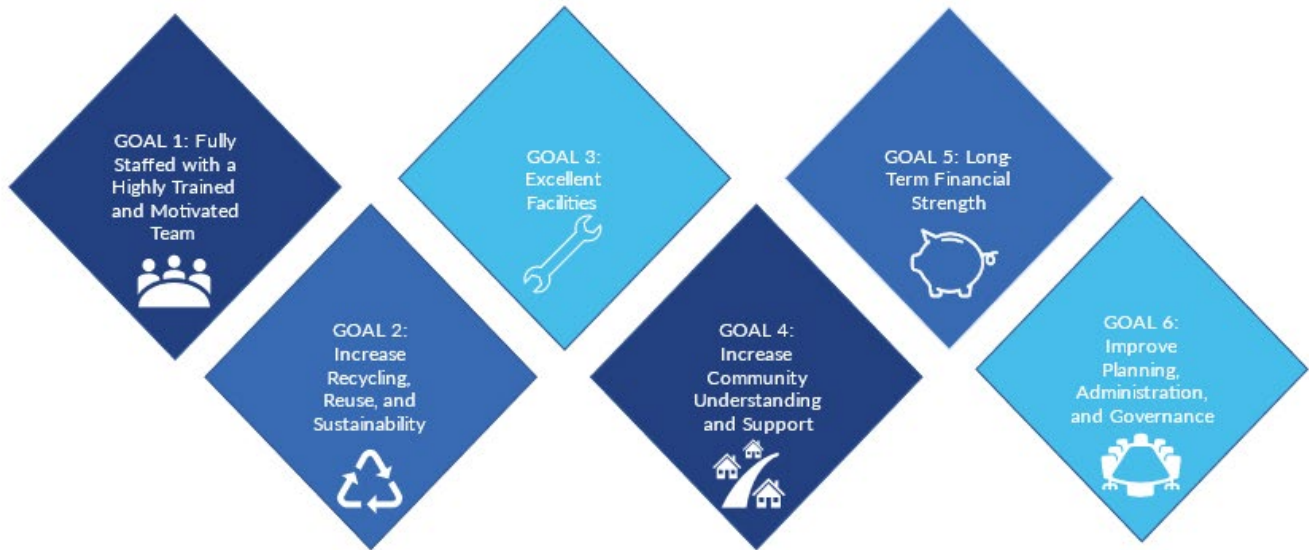 GOAL 1: Fully
Staffed with a
Highly Trained
and Motivated
Team
GOAL 2:
Increase
Recycling,
Reuse, and
Sustainability
GOAL 3:
Excellent
Facilities
GOAL 4:
Increase
Community
Understanding
and Support
GOAL 5: Long-
Term Financial
Strength
GOAL 6:
Improve
Planning,
Administration,
and Governance